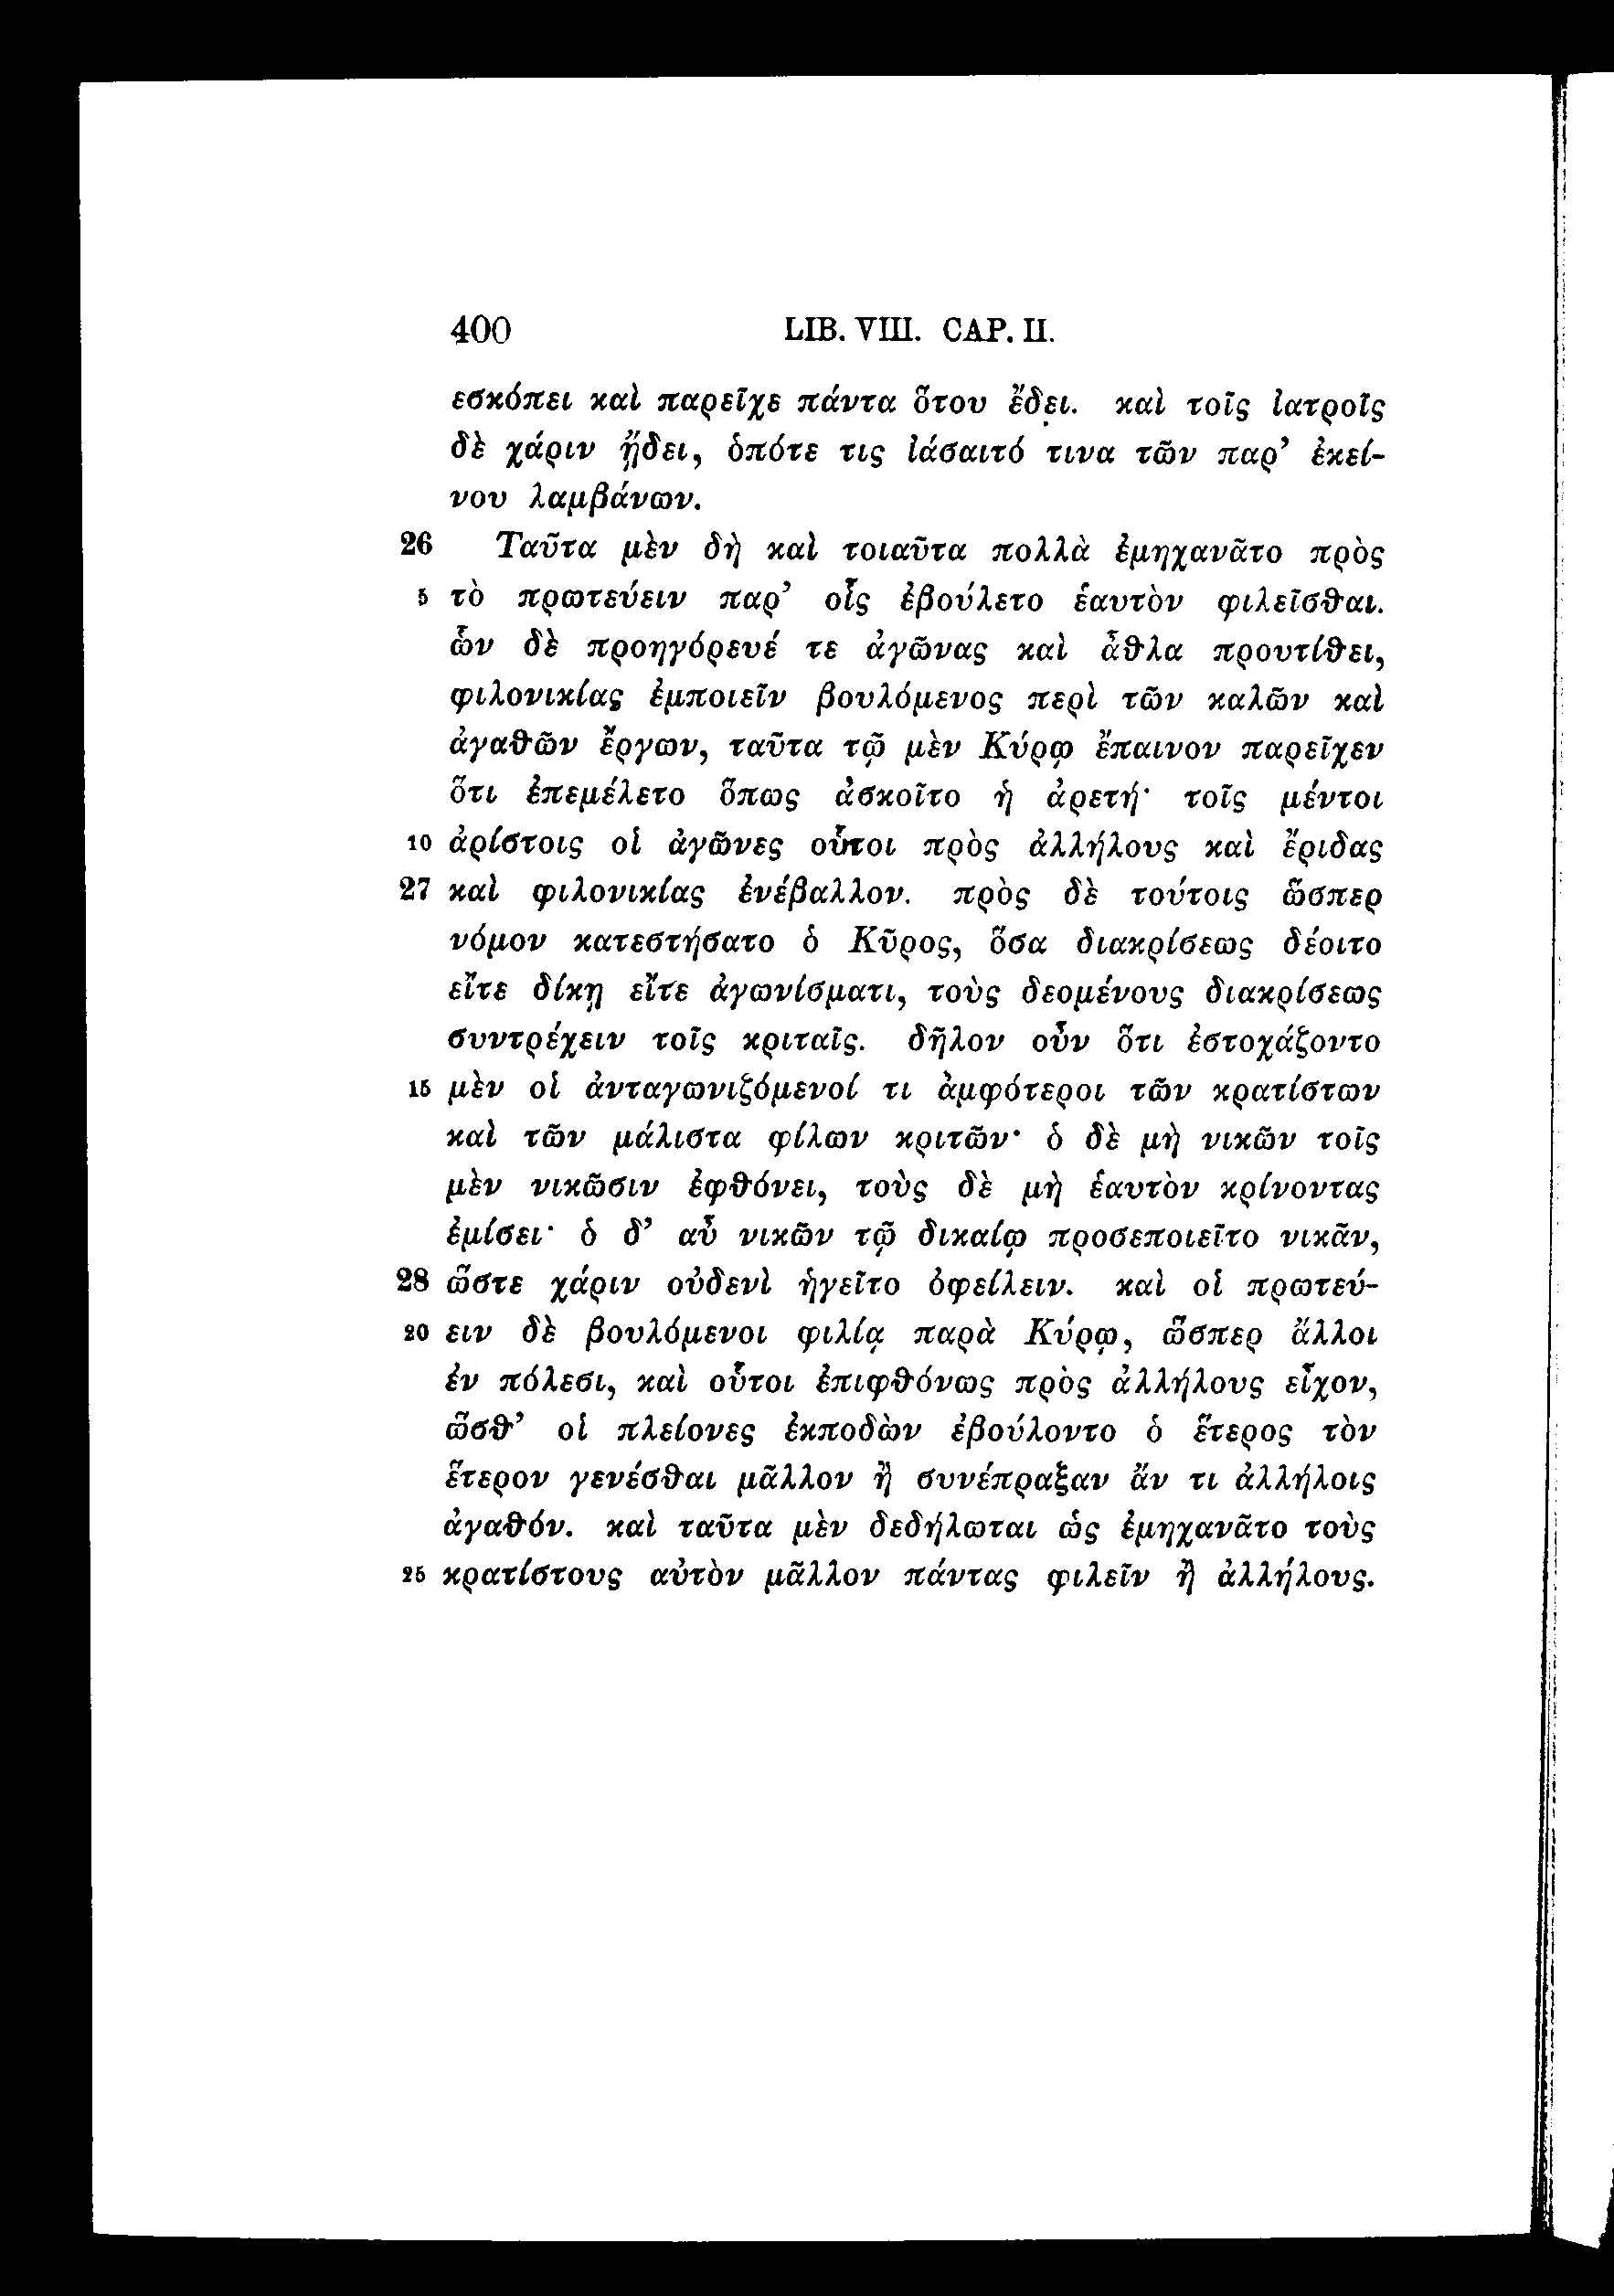 400 LIB. VIII. CAP. II.
εσκόπει καὶ παρεῖχε πάντα ὅτου ἔδει. καὶ τοῖς ἰατροῖς
δὲ χάριν ᾔδει, ὁπότε τις ἰάσαιτό τινα τῶν παρ’ ἐκεί-
νου λαμβάνων.
26 Ταῦτα μὲν δὴ καὶ τοιαῦτα πολλὰ ἐμηχανᾶτο πρὸς
5 τὸ πρωτεύειν παρ’ οἷς ἐβούλετο ἑαυτὸν φιλεῖσθαι.
ὧν δὲ προηγόρευέ τε ἀγῶνας καὶ ἆθλα προυτίθει,
φιλονικίας ἐμποιεῖν βουλόμενος περὶ τῶν καλῶν καὶ
ἀγαθῶν ἔργων, ταῦτα τῷ μὲν Κύρῳ ἔπαινον παρεῖχεν
ὅτι ἐπεμέλετο ὅπως ἀσκοῖτο ἡ ἀρετή· τοῖς μέντοι
10 ἀρίστοις οἱ ἀγῶνες οὗτοι πρὸς ἀλλήλους καὶ ἔριδας
27 καὶ φιλονικίας ἐνέβαλλον. πρὸς δὲ τούτοις ὥσπερ
νόμον κατεστήσατο ὁ Κῦρος, ὅσα διακρίσεως δέοιτο
εἴτε δίκῃ εἴτε ἀγωνίσματι, τοὺς δεομένους διακρίσεως
συντρέχειν τοῖς κριταῖς. δῆλον οὖν ὅτι ἐστοχάζοντο
15 μὲν οἱ ἀνταγωνιζόμενοί τι ἀμφότεροι τῶν κρατίστων
καὶ τῶν μάλιστα φίλων κριτῶν· ὁ δὲ μὴ νικῶν τοῖς
μὲν νικῶσιν ἐφθόνει, τοὺς δὲ μὴ ἑαυτὸν κρίνοντας
ἐμίσει· ὁ δ’ αὖ νικῶν τῷ δικαίῳ προσεποιεῖτο νικᾶν,
28 ὥστε χάριν οὐδενὶ ἡγεῖτο ὀφείλειν. καὶ οἱ πρωτεύ-
20 ειν δὲ βουλόμενοι φιλίᾳ παρὰ Κύρῳ, ὥσπερ ἄλλοι
ἐν πόλεσι, καὶ οὗτοι ἐπιφθόνως πρὸς ἀλλήλους εἶχον,
ὥσθ’ οἱ πλείονες ἐκποδὼν ἐβούλοντο ὁ ἕτερος τὸν
ἕτερον γενέσθαι μᾶλλον ἢ συνέπραξαν ἄν τι ἀλλήλοις
ἀγαθόν. καὶ ταῦτα μὲν δεδήλωται ὡς ἐμηχανᾶτο τοὺς
25 κρατίστους αὐτὸν μᾶλλον πάντας φιλεῖν ἢ ἀλλήλους.